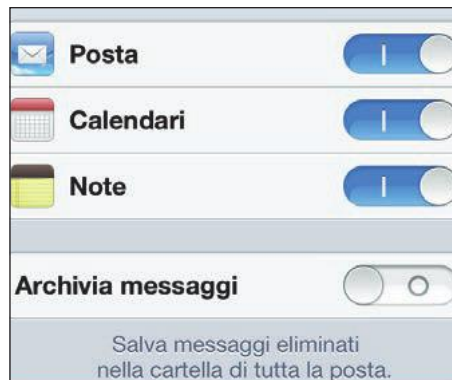 Posta
Calendari
Note
Archivia messaggi
Salva messaggi eliminati
nella cartella di tutta la posta.